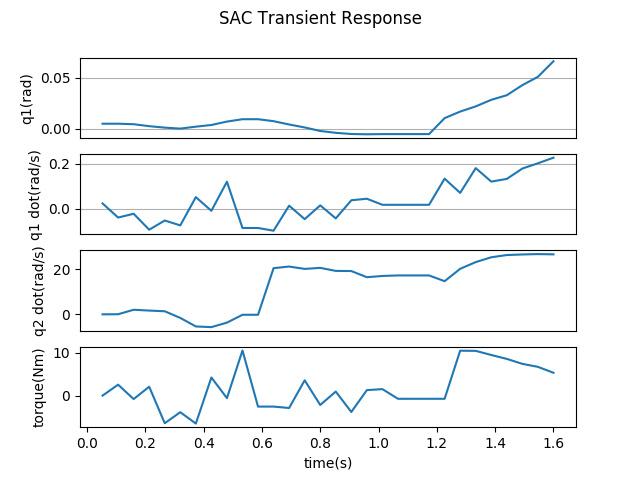 SAC Transient Response
q1(rad)
0.05
0.00
q1 dot(rad/s)
0.2
0.0
q2 dot(rad/s)
20
0
torque(Nm)
10
0
0.0 0.2 0.4 0.6 0.8 1.0 1.2 1.4 1.6
time(s)